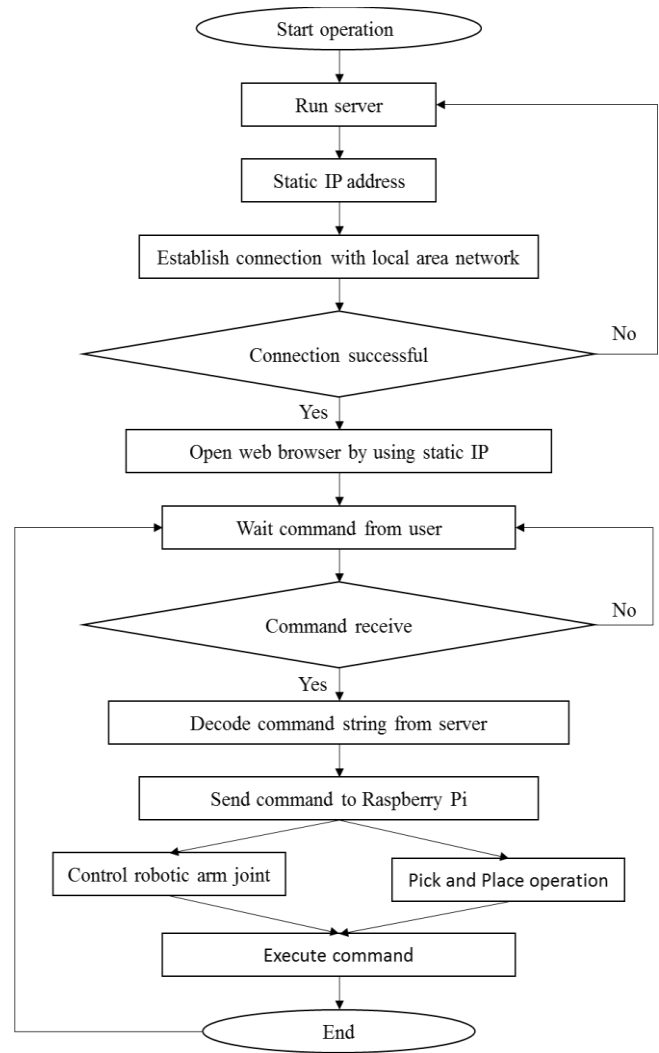 Start operation
Run server
Static IP address
Establish connection with local area network
Connection successful
No
Yes
Open web browser by using static IP
Wait command from user
Command receive
No
Yes
Decode command string from server
Send command to Raspberry Pi
Control robotic arm joint
Pick and Place operation
Execute command
End